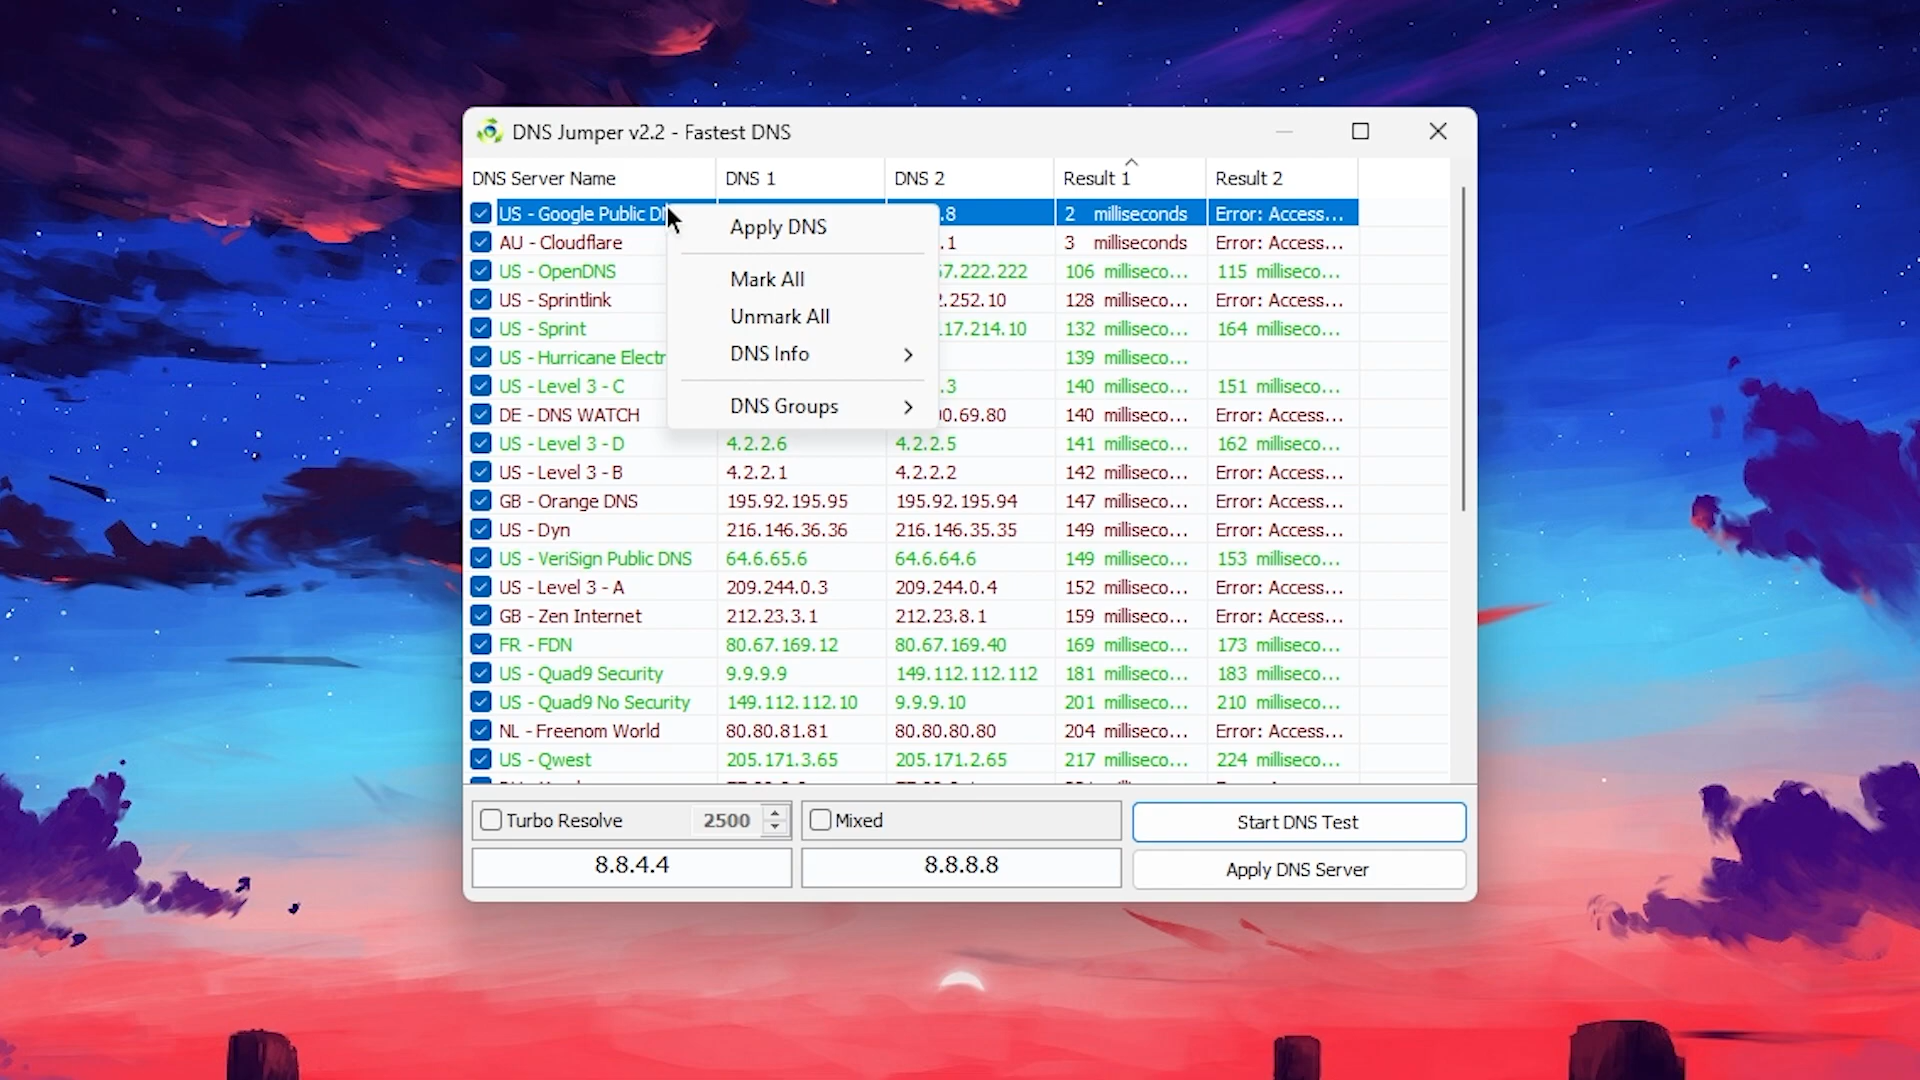 DNS Jumper v2.2 - Fastest DNS
DNS Server Name DNS 1 DNS 2 Result 1 Result 2
US - Google Public .8 2 milliseconds Error: Access...
AU - Cloudflare .1 3 milliseconds Error: Access...
US - OpenDNS 7.222.222 106 milliseco... 115 milliseco...
US - Sprintlink .252.10 128 milliseco... Error: Access...
US - Sprint 17.214.10 132 milliseco... 164 milliseco...
US - Hurricane Electr 139 milliseco...
US - Level 3 - C .3 140 milliseco... 151 milliseco...
DE - DNS WATCH 0.69.80 140 milliseco... Error: Access...
US - Level 3 - D 4.2.2.6 4.2.2.5 141 milliseco... 162 milliseco...
US - Level 3 - B 4.2.2.1 4.2.2.2 142 milliseco... Error: Access...
GB - Orange DNS 195.92.195.95 195.92.195.94 147 milliseco... Error: Access...
US - Dyn 216.146.36.36 216.146.35.35 149 milliseco... Error: Access...
US - VeriSign Public DNS 64.6.65.6 64.6.64.6 149 milliseco... 153 milliseco...
US - Level 3 - A 209.244.0.3 209.244.0.4 152 milliseco... Error: Access...
GB - Zen Internet 212.23.3.1 212.23.8.1 159 milliseco... Error: Access...
FR - FDN 80.67.169.12 80.67.169.40 169 milliseco... 173 milliseco...
US - Quad9 Security 9.9.9.9 149.112.112.112 181 milliseco... 183 milliseco...
US - Quad9 No Security 149.112.112.10 9.9.9.10 201 milliseco... 210 milliseco...
NL - Freenom World 80.80.81.81 80.80.80.80 204 milliseco... Error: Access...
US - Qwest 205.171.3.65 205.171.2.65 217 milliseco... 224 milliseco...
Apply DNS
Mark All
Unmark All
DNS Info
DNS Groups
Turbo Resolve 2500 Mixed Start DNS Test
8.8.4.4 8.8.8.8 Apply DNS Server